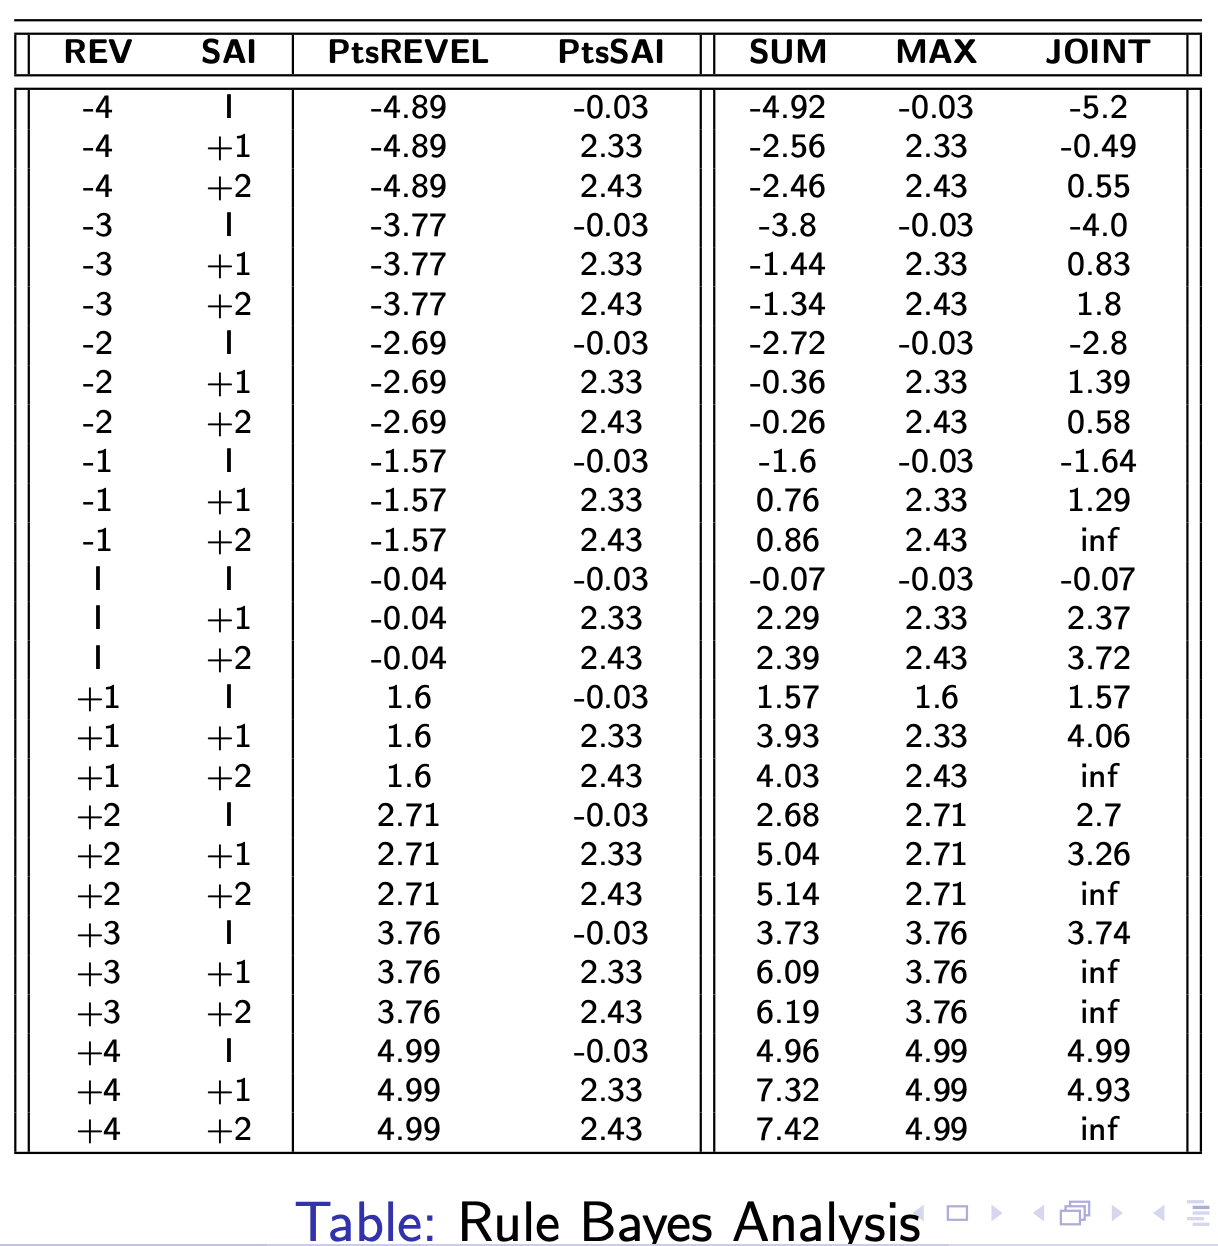 REV SAI PtsREVEL PtsSAI SUM MAX JOINT
-4 I -4.89 -0.03 -4.92 -0.03 -5.2
-4 +1 -4.89 2.33 -2.56 2.33 -0.49
-4 +2 -4.89 2.43 -2.46 2.43 0.55
-3 I -3.77 -0.03 -3.8 -0.03 -4.0
-3 +1 -3.77 2.33 -1.44 2.33 0.83
-3 +2 -3.77 2.43 -1.34 2.43 1.8
-2 I -2.69 -0.03 -2.72 -0.03 -2.8
-2 +1 -2.69 2.33 -0.36 2.33 1.39
-2 +2 -2.69 2.43 -0.26 2.43 0.58
-1 I -1.57 -0.03 -1.6 -0.03 -1.64
-1 +1 -1.57 2.33 0.76 2.33 1.29
-1 +2 -1.57 2.43 0.86 2.43 inf
I I -0.04 -0.03 -0.07 -0.03 -0.07
I +1 -0.04 2.33 2.29 2.33 2.37
I +2 -0.04 2.43 2.39 2.43 3.72
+1 I 1.6 -0.03 1.57 1.6 1.57
+1 +1 1.6 2.33 3.93 2.33 4.06
+1 +2 1.6 2.43 4.03 2.43 inf
+2 I 2.71 -0.03 2.68 2.71 2.7
+2 +1 2.71 2.33 5.04 2.71 3.26
+2 +2 2.71 2.43 5.14 2.71 inf
+3 I 3.76 -0.03 3.73 3.76 3.74
+3 +1 3.76 2.33 6.09 3.76 inf
+3 +2 3.76 2.43 6.19 3.76 inf
+4 I 4.99 -0.03 4.96 4.99 4.99
+4 +1 4.99 2.33 7.32 4.99 4.93
+4 +2 4.99 2.43 7.42 4.99 inf
Table: Rule Bayes Analysis